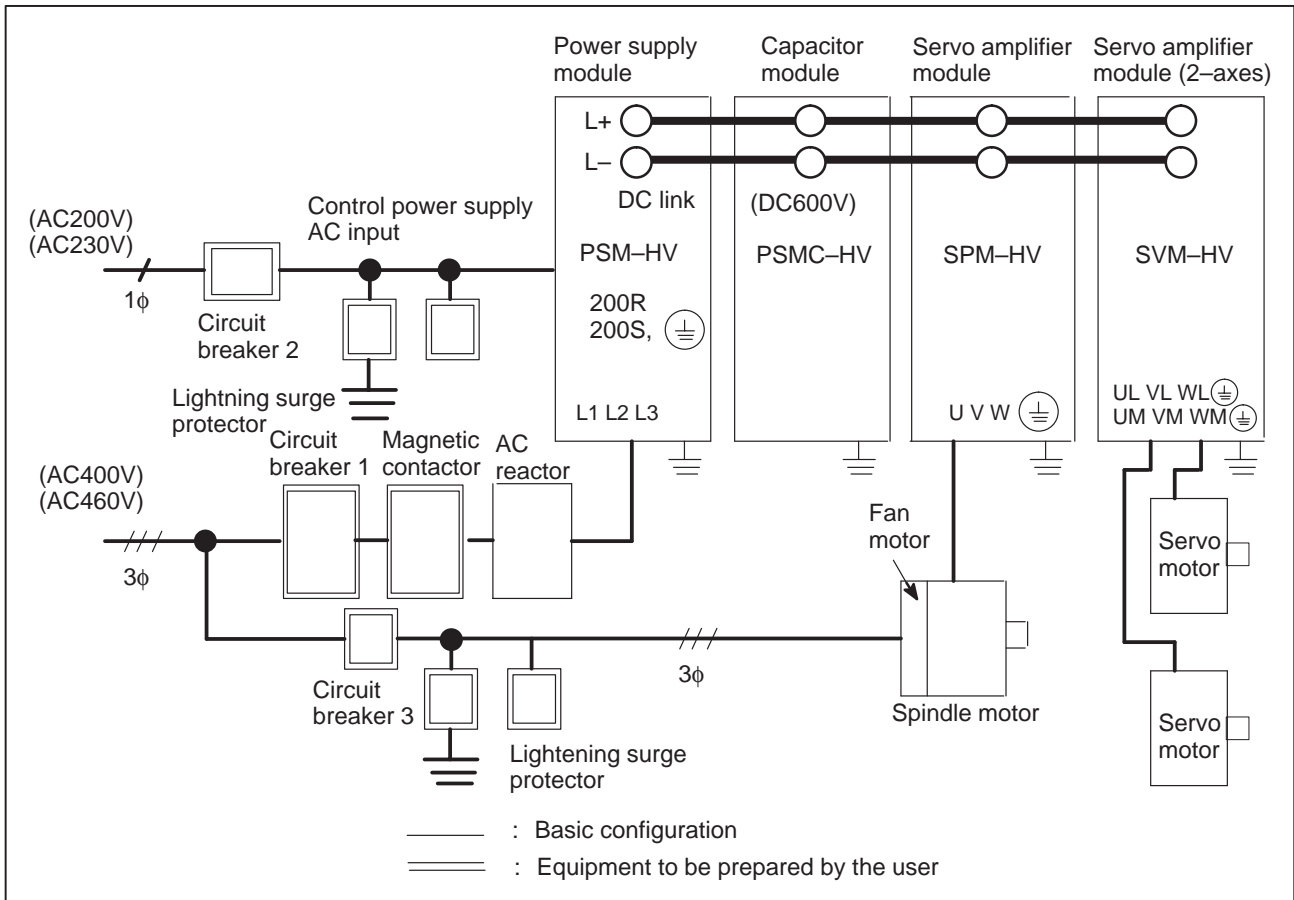 Power supply
module
Capacitor
module
Servo amplifier
module
Servo amplifier
module (2–axes)
L+
L–
DC link
(DC600V)
(AC200V)
(AC230V)
Control power supply
AC input
PSM–HV
PSMC–HV
SPM–HV
SVM–HV
1ϕ
Circuit
breaker 2
200R
200S,
Lightning surge
protector
L1 L2 L3
U V W
UL VL WL
UM VM WM
(AC400V)
(AC460V)
Circuit
breaker 1
Magnetic
contactor
AC
reactor
3ϕ
Fan
motor
Servo
motor
Circuit
breaker 3
3ϕ
Spindle motor
Servo
motor
Lightening surge
protector
: Basic configuration
: Equipment to be prepared by the user